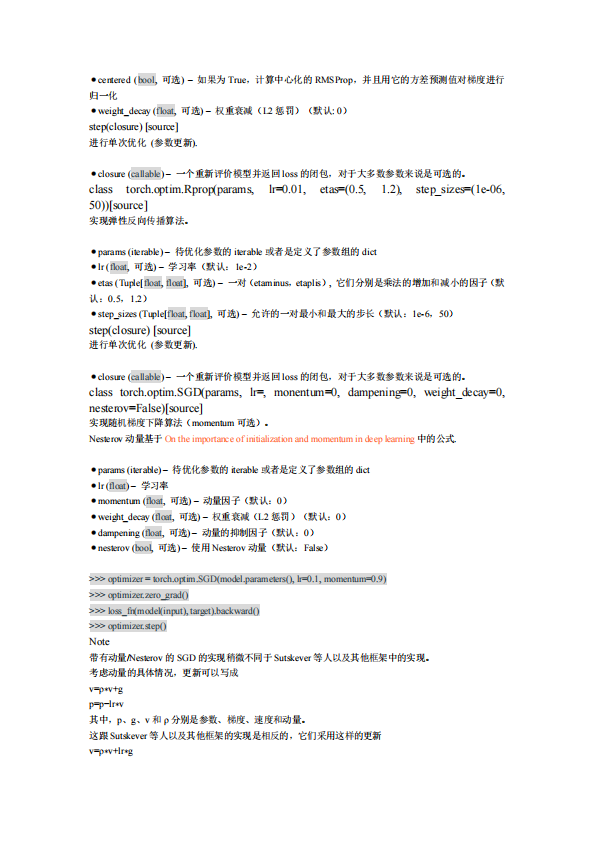 ●centered (bool, 可选) – 如果为 True，计算中心化的 RMSProp，并且用它的方差预测值对梯度进行
归一化
●weight_decay (float, 可选) – 权重衰减（L2 惩罚）（默认: 0）
step(closure) [source]
进行单次优化 (参数更新).
●closure (callable) – 一个重新评价模型并返回 loss 的闭包，对于大多数参数来说是可选的。
class torch.optim.Rprop(params, lr=0.01, etas=(0.5, 1.2), step_sizes=(1e-06,
50))[source]
实现弹性反向传播算法。
●params (iterable) – 待优化参数的 iterable 或者是定义了参数组的 dict
●lr (float, 可选) – 学习率（默认：1e-2）
●etas (Tuple[float, float], 可选) – 一对（etaminus，etaplis）, 它们分别是乘法的增加和减小的因子（默
认：0.5，1.2）
●step_sizes (Tuple[float, float], 可选) – 允许的一对最小和最大的步长（默认：1e-6，50）
step(closure) [source]
进行单次优化 (参数更新).
●closure (callable) – 一个重新评价模型并返回 loss 的闭包，对于大多数参数来说是可选的。
class torch.optim.SGD(params, lr=, monentum=0, dampening=0, weight_decay=0,
nesterov=False)[source]
实现随机梯度下降算法（momentum 可选）。
Nesterov 动量基于 On the importance of initialization and momentum in deep learning 中的公式.
●params (iterable) – 待优化参数的 iterable 或者是定义了参数组的 dict
●lr (float) – 学习率
●momentum (float, 可选) – 动量因子（默认：0）
●weight_decay (float, 可选) – 权重衰减（L2 惩罚）（默认：0）
●dampening (float, 可选) – 动量的抑制因子（默认：0）
●nesterov (bool, 可选) – 使用 Nesterov 动量（默认：False）
>>> optimizer = torch.optim.SGD(model.parameters(), lr=0.1, momentum=0.9)
>>> optimizer.zero_grad()
>>> loss_fn(model(input), target).backward()
>>> optimizer.step()
Note
带有动量/Nesterov 的 SGD 的实现稍微不同于 Sutskever 等人以及其他框架中的实现。
考虑动量的具体情况，更新可以写成
v=ρ∗v+g
p=p−lr∗v
其中，p、g、v 和 ρ 分别是参数、梯度、速度和动量。
这跟 Sutskever 等人以及其他框架的实现是相反的，它们采用这样的更新
v=ρ∗v+lr∗g